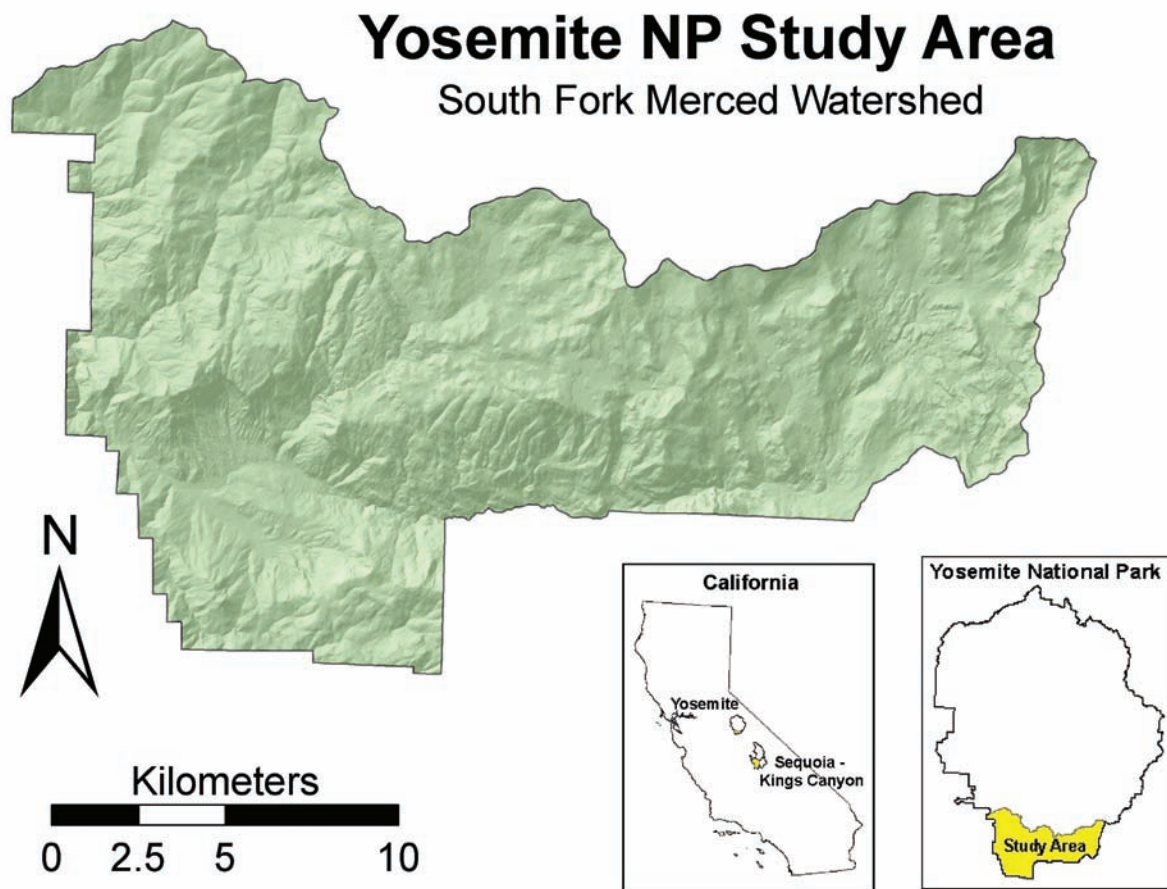 Yosemite NP Study Area
South Fork Merced Watershed
N
Kilometers
0 2.5 5 10
California
Yosemite
Sequoia -
Kings Canyon
Yosemite National Park
Study Area